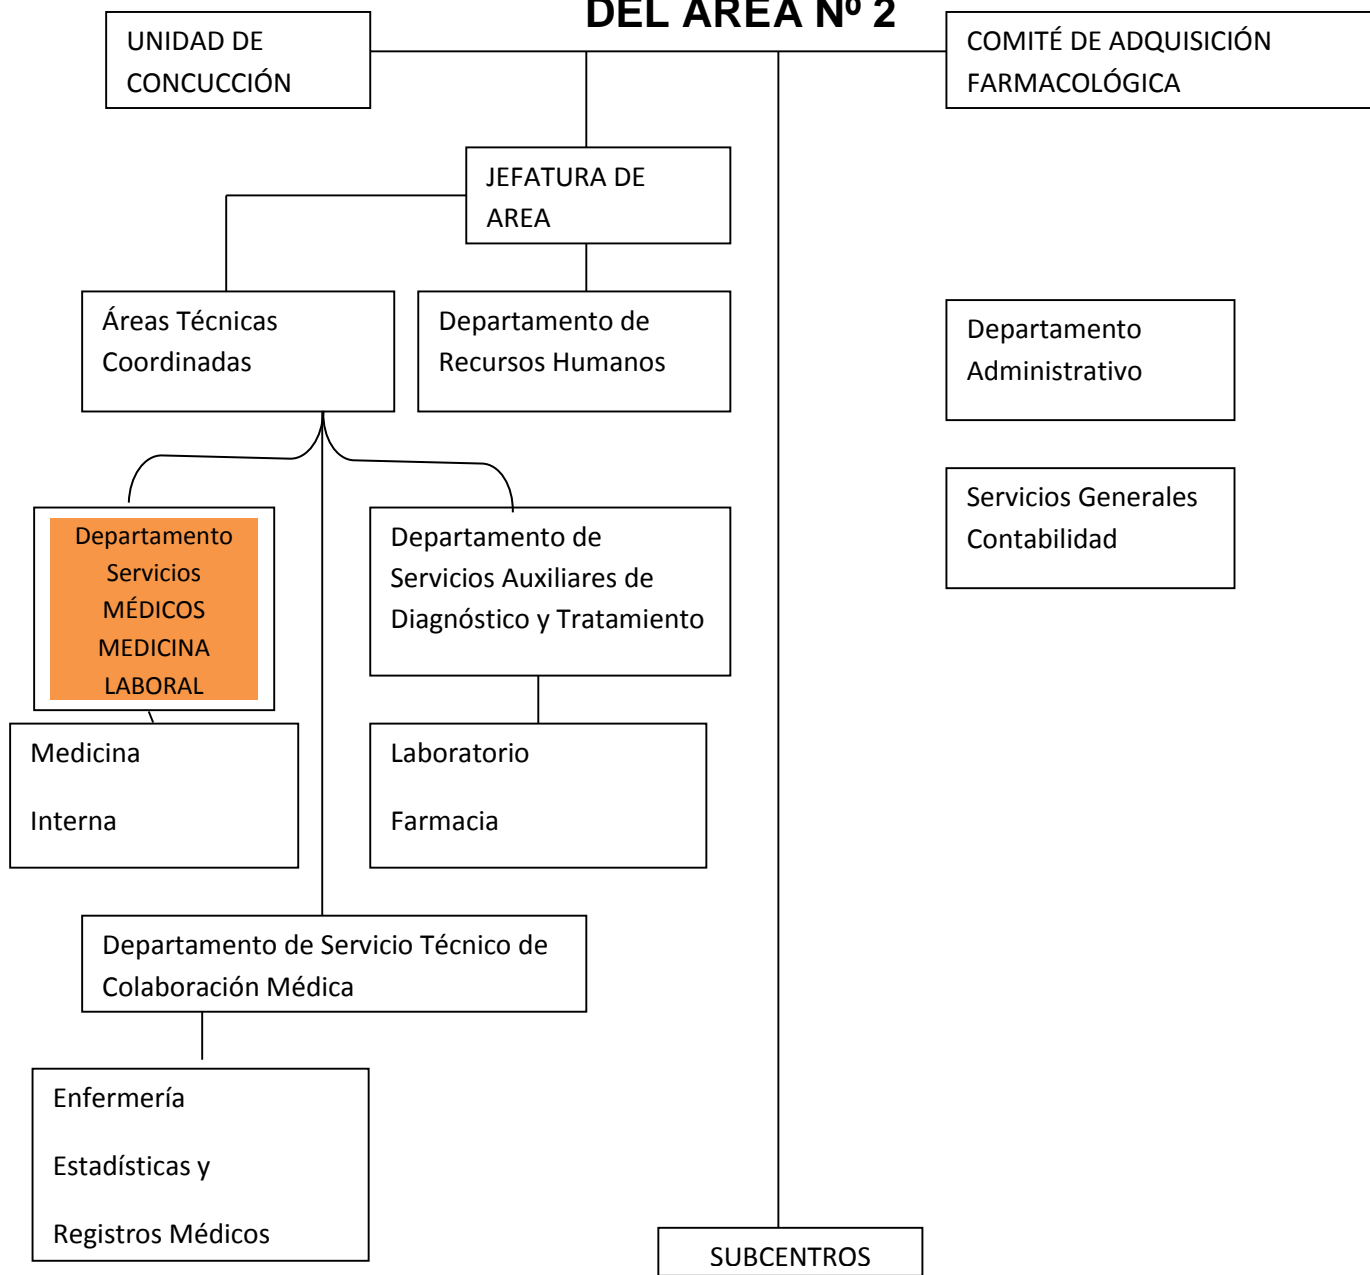 DEL AREA Nº 2
UNIDAD DE
CONCUCCIÓN
COMITÉ DE ADQUISICIÓN
FARMACOLÓGICA
JEFATURA DE
AREA
Áreas Técnicas
Coordinadas
Departamento de
Recursos Humanos
Departamento
Administrativo
Servicios Generales
Contabilidad
Departamento
Servicios
MÉDICOS
MEDICINA
LABORAL
Departamento de
Servicios Auxiliares de
Diagnóstico y Tratamiento
Medicina
Interna
Laboratorio
Farmacia
Departamento de Servicio Técnico de
Colaboración Médica
Enfermería
Estadísticas y
Registros Médicos
SUBCENTROS